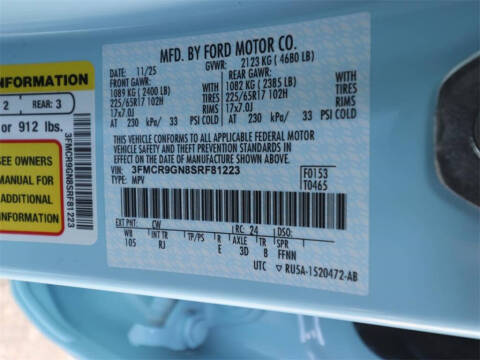 MFD. BY FORD MOTOR CO.
DATE: 11/25 GVWR: 2123 KG ( 4680 LB)
FRONT GAWR: REAR GAWR:
1089 KG ( 2400 LB) WITH 1082 KG ( 2385 LB) WITH
225/65R17 102H TIRES 225/65R17 102H TIRES
17x7.0J RIMS 17x7.0J RIMS
AT 230 kPa/ 33 PSI COLD AT 230 kPa/ 33 PSI COLD
THIS VEHICLE CONFORMS TO ALL APPLICABLE FEDERAL MOTOR
VEHICLE SAFETY AND THEFT PREVENTION STANDARDS IN
EFFECT ON THE DATE OF MANUFACTURE SHOWN ABOVE.
VIN: 3FMCR9GN8SRF81223 F0153
TYPE: MPV T0465
EXT PNT: CW RC: 24 DSO:
WB INT TR TP/PS R AXLE TR SPR
105 RJ E 3D B FFNN
UTC RU5A-1520472-AB
INFORMATION
2 REAR: 3
or 912 lbs.
SEE OWNERS
MANUAL FOR
ADDITIONAL
3FMCR9GN8SRF81223